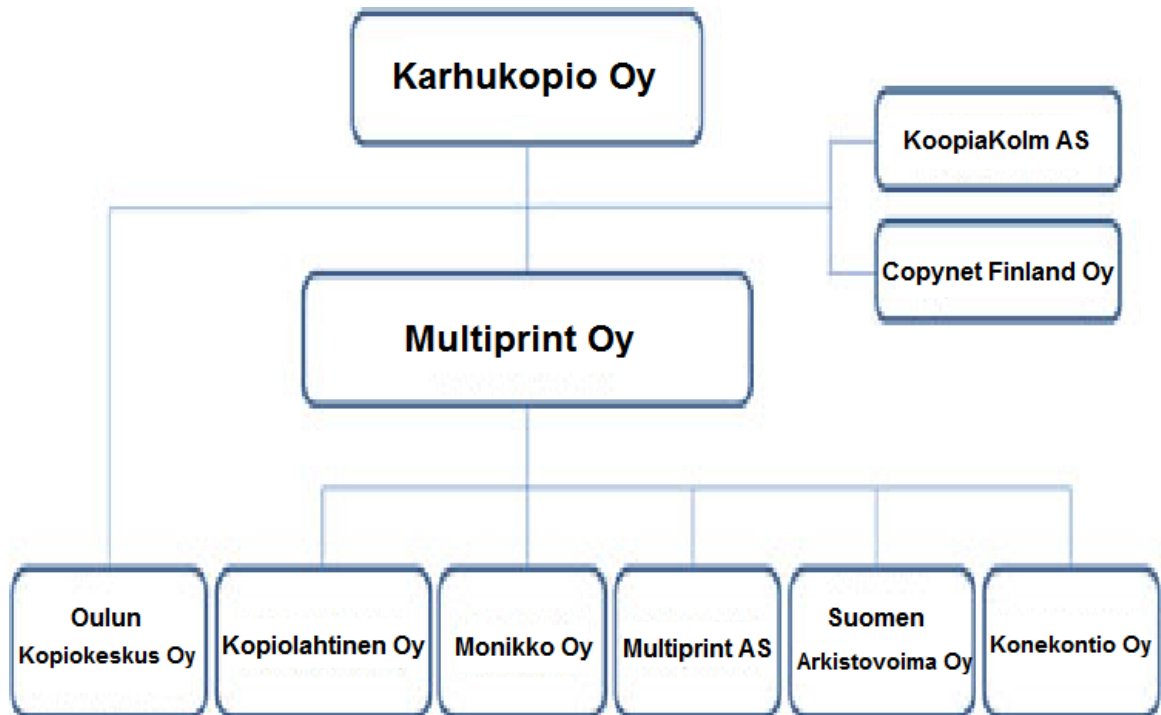 Karhukopio Oy
KoopiaKolm AS
Copynet Finland Oy
Multiprint Oy
Oulun
Kopiokeskus Oy
Kopiolahtinen Oy
Monikko Oy
Multiprint AS
Suomen
Arkistovoima Oy
Konekontio Oy